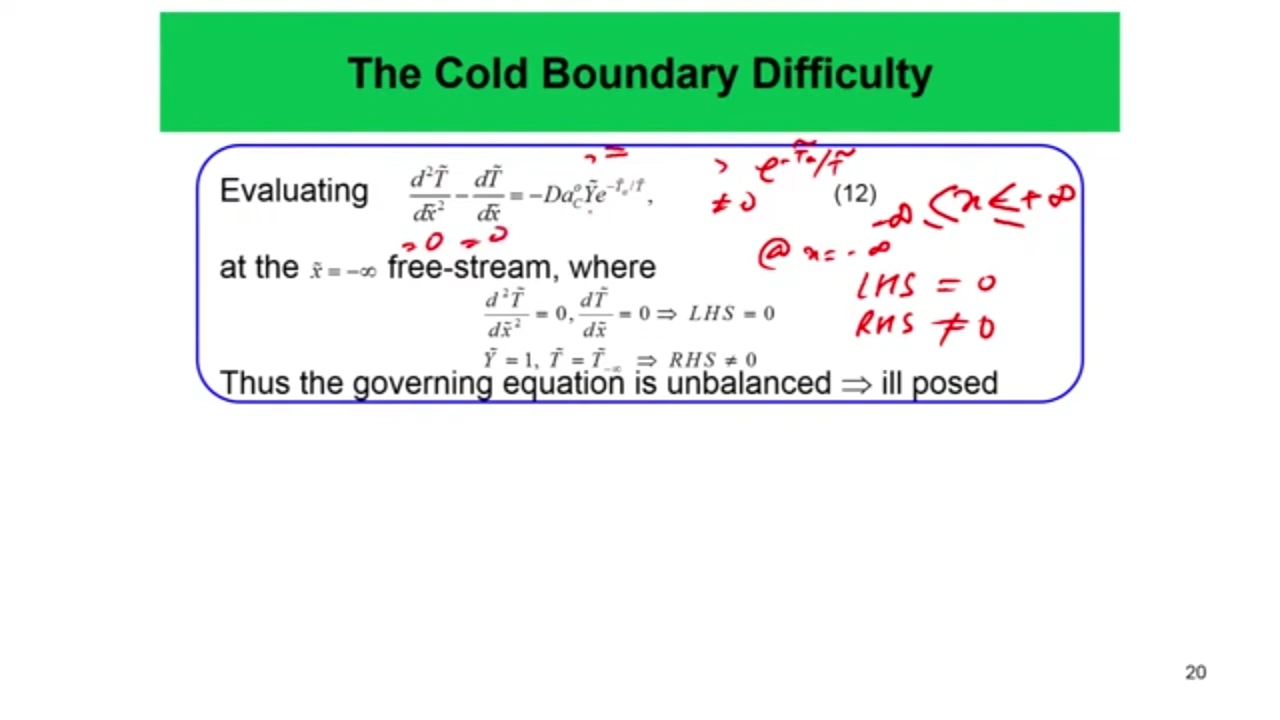 The Cold Boundary Difficulty
, =
> e^{-T̃a/T̃}
≠ 0
Evaluating d²T̃/dx̃² − dT̃/dx̃ = −Da_C^o Ỹe^{−T̃_a/T̃}, (12)
-∞ ≤ x ≤ +∞
= 0 = 0
@ x = -∞
at the x̃ = −∞ free-stream, where
LHS = 0
d²T̃/dx̃² = 0, dT̃/dx̃ = 0 ⇒ LHS = 0
RHS ≠ 0
Ỹ = 1, T̃ = T̃_{−∞} ⇒ RHS ≠ 0
Thus the governing equation is unbalanced ⇒ ill posed
20